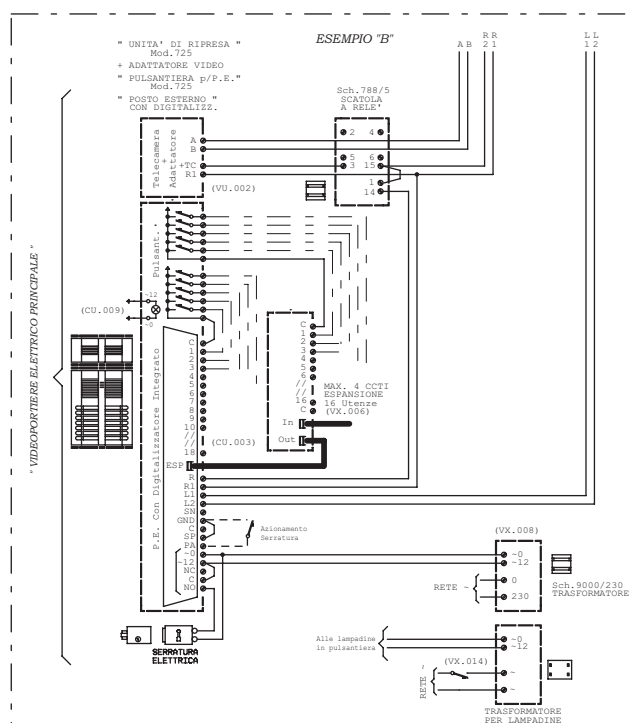 ESEMPIO "B"
" UNITA' DI RIPRESA "
Mod.725
+ ADATTATORE VIDEO
" PULSANTIERA p/P.E. "
Mod.725
" POSTO ESTERNO "
CON DIGITALIZZ.
A B
R R
2 1
L L
1 2
Sch.788/5
SCATOLA
A RELE'
Telecamera
+
Adattatore
A
B
+TC
R1
(VU.002)
2 4
5 6
3 15
1
14
" VIDEOPORTIERE ELETTRICO PRINCIPALE "
Pulsant.
~12
(CU.009)
~0
P.E. Con Digitalizzatore Integrato
C
1
2
3
4
5
6
7
8
9
10
//
//
18
(CU.003)
ESP
R
R1
L1
L2
SN
GND
C
SP
PA
~0
~12
NC
C
NO
C
1
2
3
4
5
6
//
//
16
C
In
Out
MAX. 4 CCTI
ESPANSIONE
16 Utenze
(VX.006)
Azionamento
Serratura
SERRATURA
ELETTRICA
(VX.008)
~0
~12
0
230
RETE ~
Sch.9000/230
TRASFORMATORE
Alle lampadine
in pulsantiera
~0
~12
(VX.014)
~
~
RETE
TRASFORMATORE
PER LAMPADINE